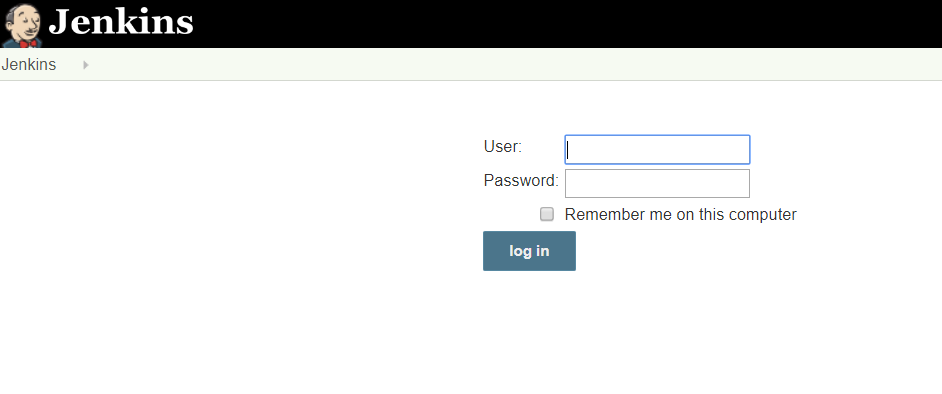 Jenkins
Jenkins
User:
Password:
Remember me on this computer
log in